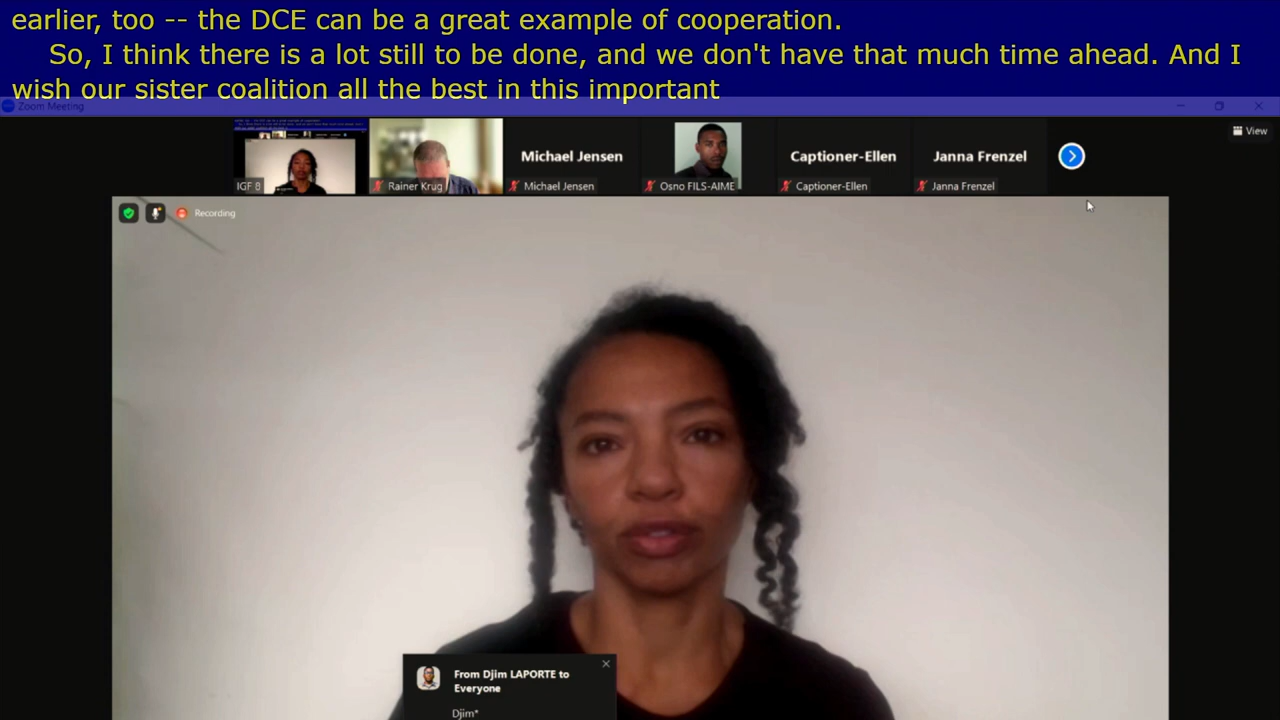 earlier, too -- the DCE can be a great example of cooperation.
So, I think there is a lot still to be done, and we don't have that much time ahead. And I
wish our sister coalition all the best in this important
Zoom Meeting
View
Michael Jensen
Captioner-Ellen
Janna Frenzel
IGF 8
Rainer Krug
Michael Jensen
Osno FILS-AIME
Captioner-Ellen
Janna Frenzel
Recording
From Djim LAPORTE to
Everyone
Djim*